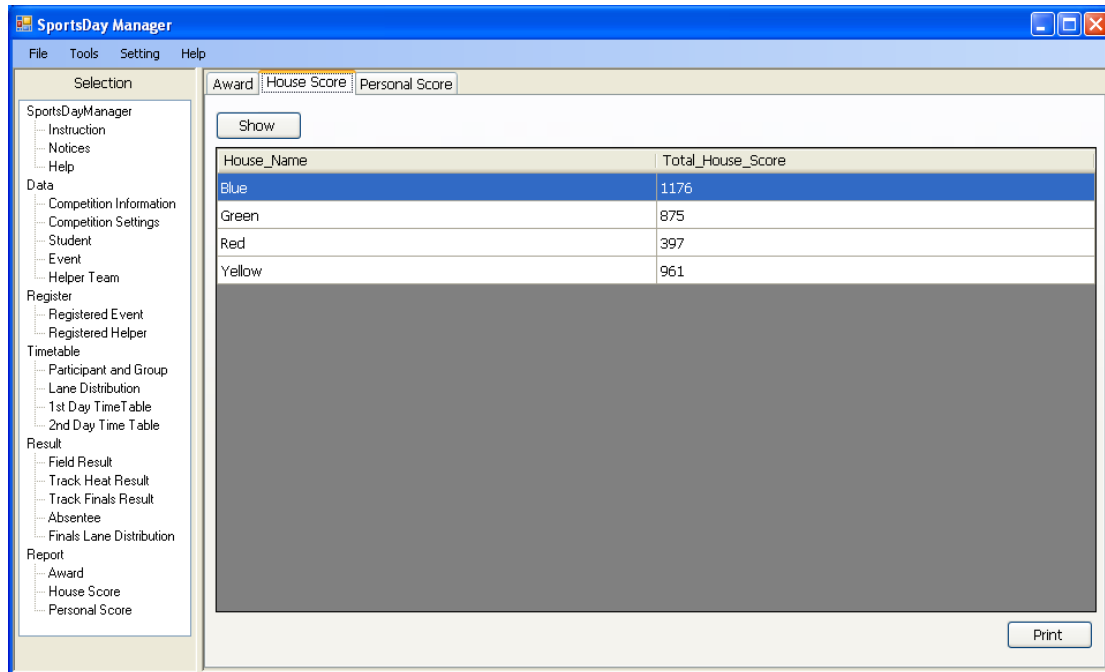 SportsDay Manager
File Tools Setting Help
Selection
SportsDayManager
Instruction
Notices
Help
Data
Competition Information
Competition Settings
Student
Event
Helper Team
Register
Registered Event
Registered Helper
Timetable
Participant and Group
Lane Distribution
1st Day TimeTable
2nd Day Time Table
Result
Field Result
Track Heat Result
Track Finals Result
Absentee
Finals Lane Distribution
Report
Award
House Score
Personal Score
Award House Score Personal Score
Show
House_Name Total_House_Score
Blue 1176
Green 875
Red 397
Yellow 961
Print